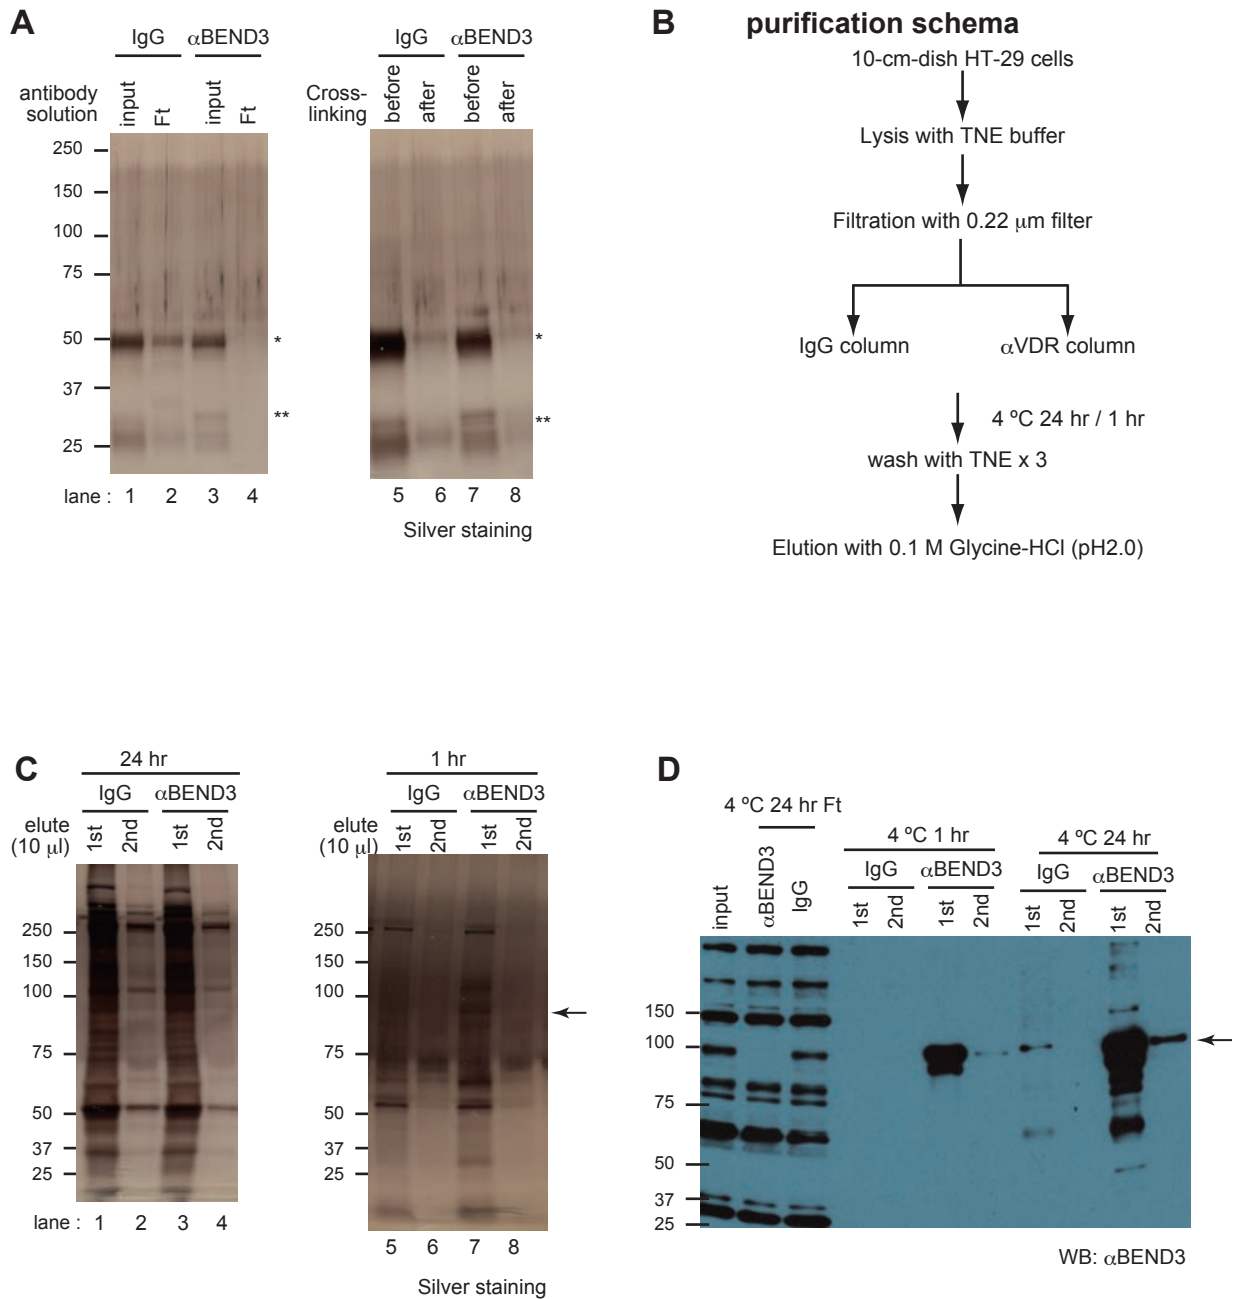 A
IgG αBEND3
antibody solution
input Ft input Ft
250
150
100
75
50
37
25
*
**
lane : 1 2 3 4
IgG αBEND3
Cross-linking
before after before after
*
**
5 6 7 8
Silver staining
B purification schema
10-cm-dish HT-29 cells
Lysis with TNE buffer
Filtration with 0.22 μm filter
IgG column αVDR column
4 ºC 24 hr / 1 hr
wash with TNE x 3
Elution with 0.1 M Glycine-HCl (pH2.0)
C
24 hr
IgG αBEND3
elute (10 μl)
1st 2nd 1st 2nd
250
150
100
75
50
37
25
lane : 1 2 3 4
1 hr
IgG αBEND3
elute (10 μl)
1st 2nd 1st 2nd
250
150
100
75
50
37
25
5 6 7 8
Silver staining
D
4 ºC 24 hr Ft
4 ºC 1 hr 4 ºC 24 hr
IgG αBEND3 IgG αBEND3
input αBEND3 IgG 1st 2nd 1st 2nd 1st 2nd 1st 2nd
150
100
75
50
37
25
WB: αBEND3